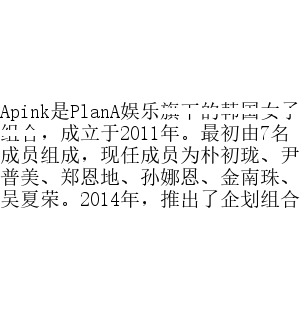 Apink是PlanA娱乐旗下的韩国女子
组合，成立于2011年。最初由7名
成员组成，现任成员为朴初珑、尹
普美、郑恩地、孙娜恩、金南珠、
吴夏荣。2014年，推出了企划组合